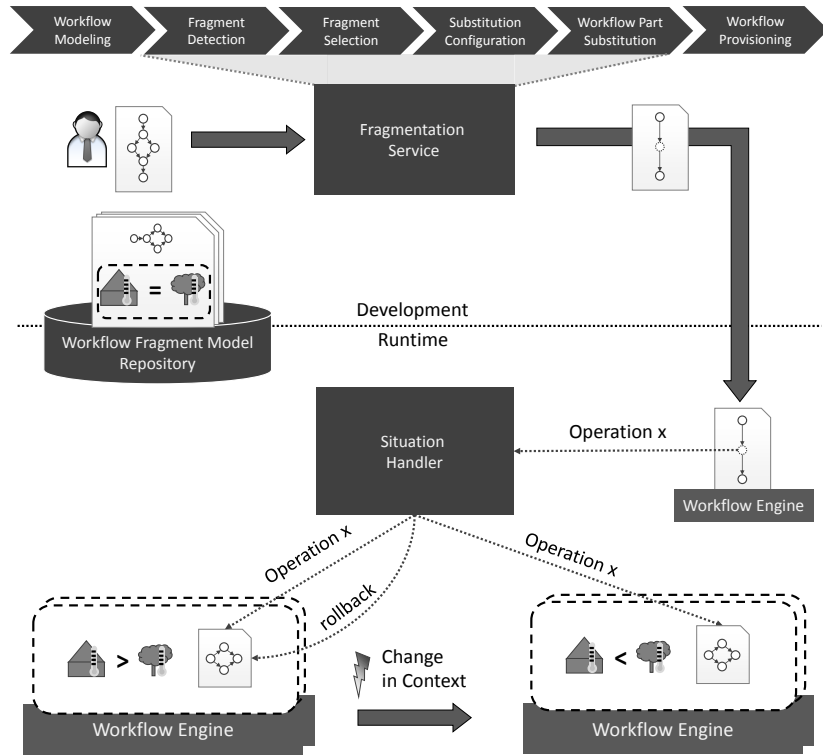 Workflow
Modeling
Fragment
Detection
Fragment
Selection
Substitution
Configuration
Workflow Part
Substitution
Workflow
Provisioning
Fragmentation
Service
=
Development
Workflow Fragment Model
Repository
Runtime
Situation
Handler
Operation x
Workflow Engine
Operation x
rollback
Operation x
>
Change
in Context
<
Workflow Engine
Workflow Engine